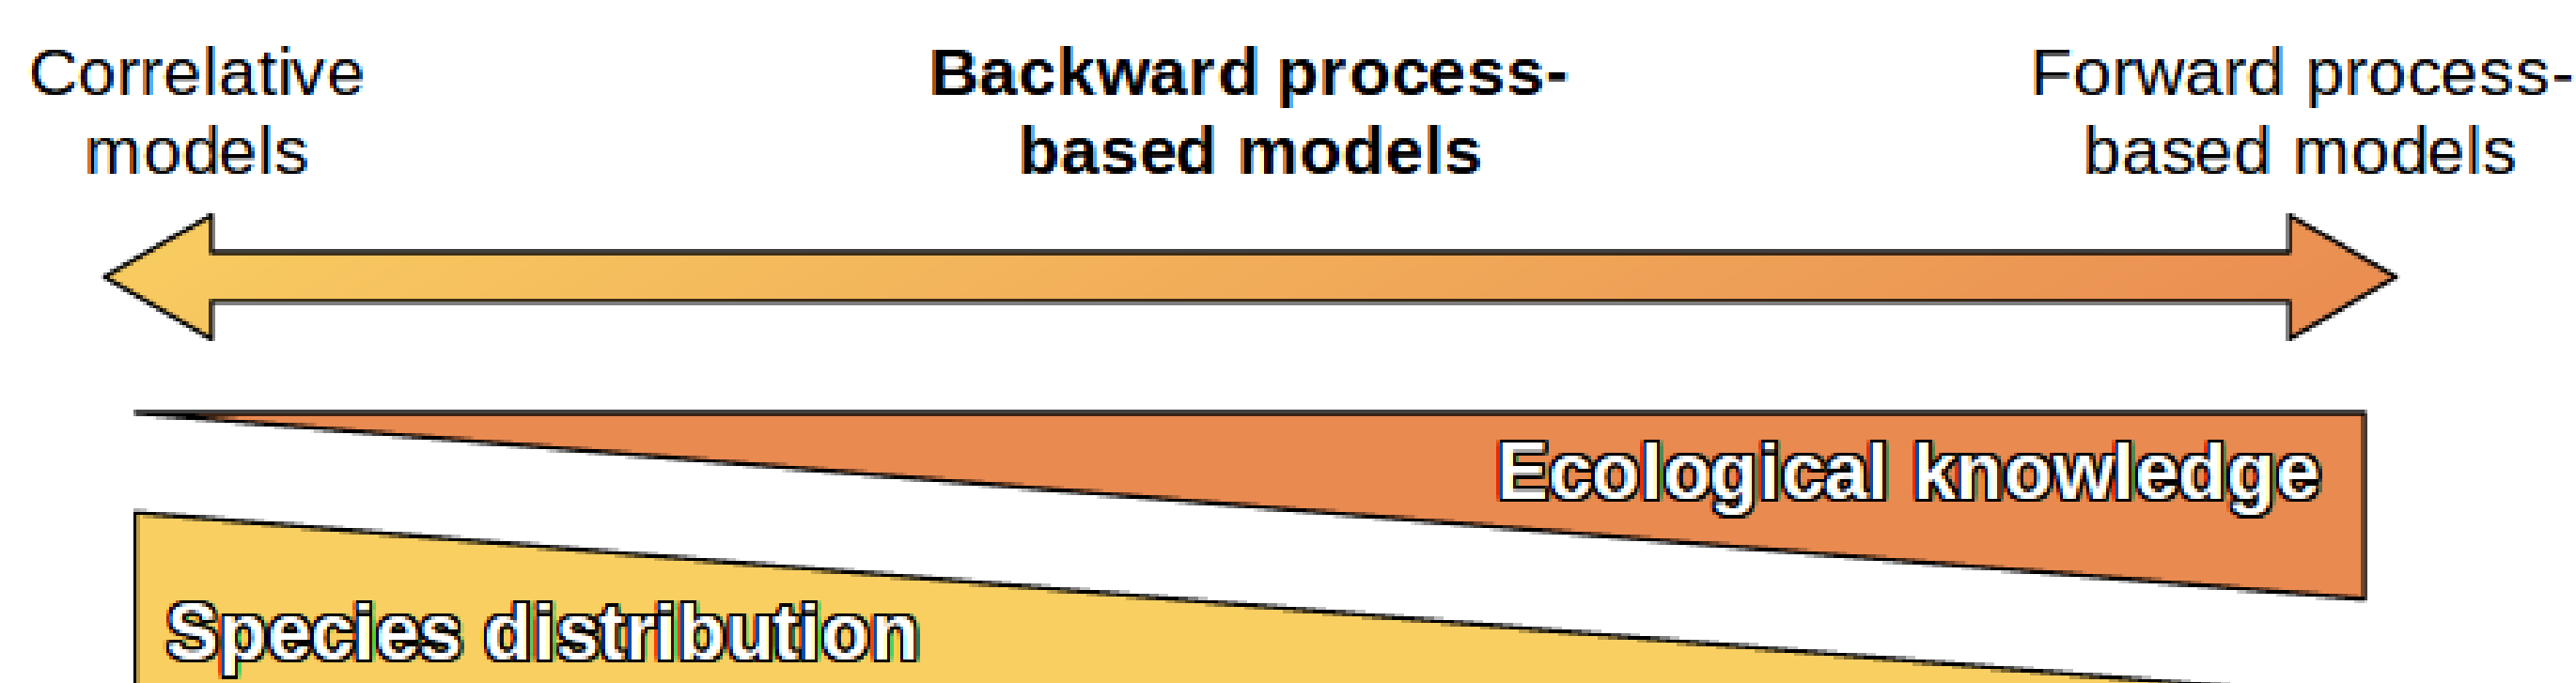 Correlative
models
Backward process-
based models
Forward process-
based models
Ecological knowledge
Species distribution